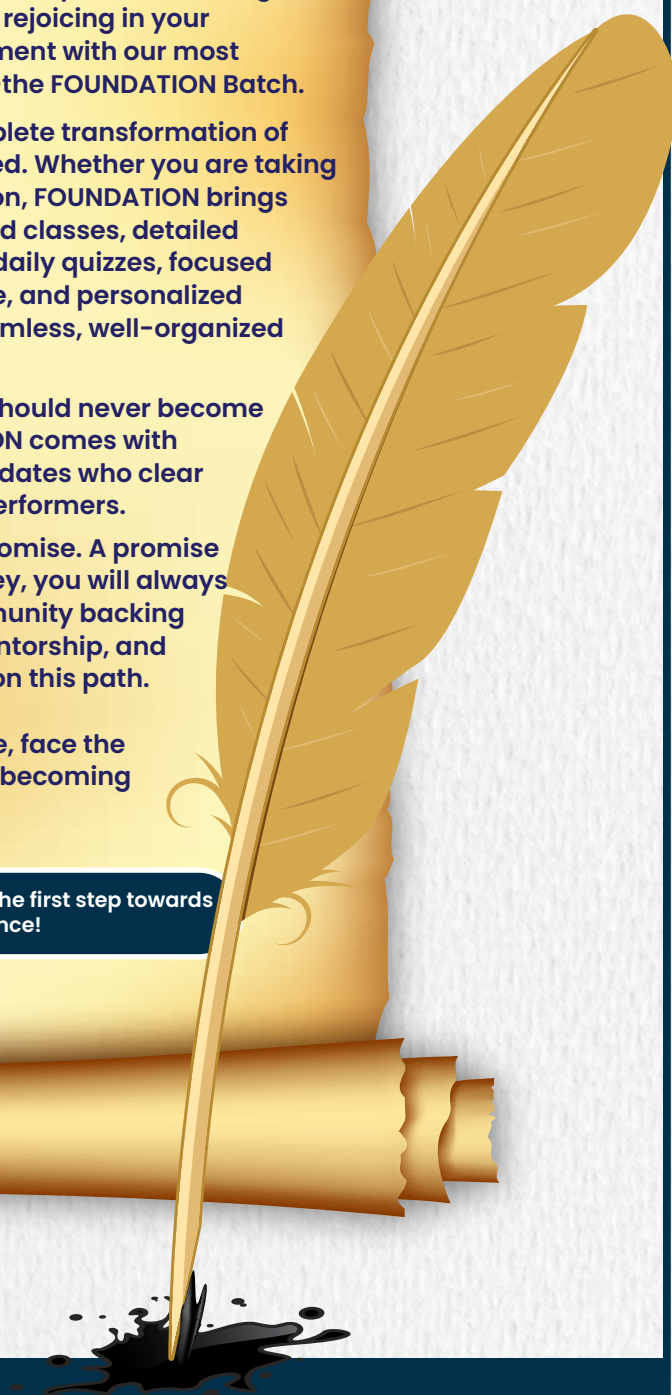 rejoicing in your
ment with our most
the FOUNDATION Batch.
plete transformation of
ed. Whether you are taking
on, FOUNDATION brings
d classes, detailed
daily quizzes, focused
e, and personalized
mless, well-organized
hould never become
ON comes with
dates who clear
erformers.
omise. A promise
ey, you will always
munity backing
ntorship, and
on this path.
e, face the
becoming
he first step towards
nce!